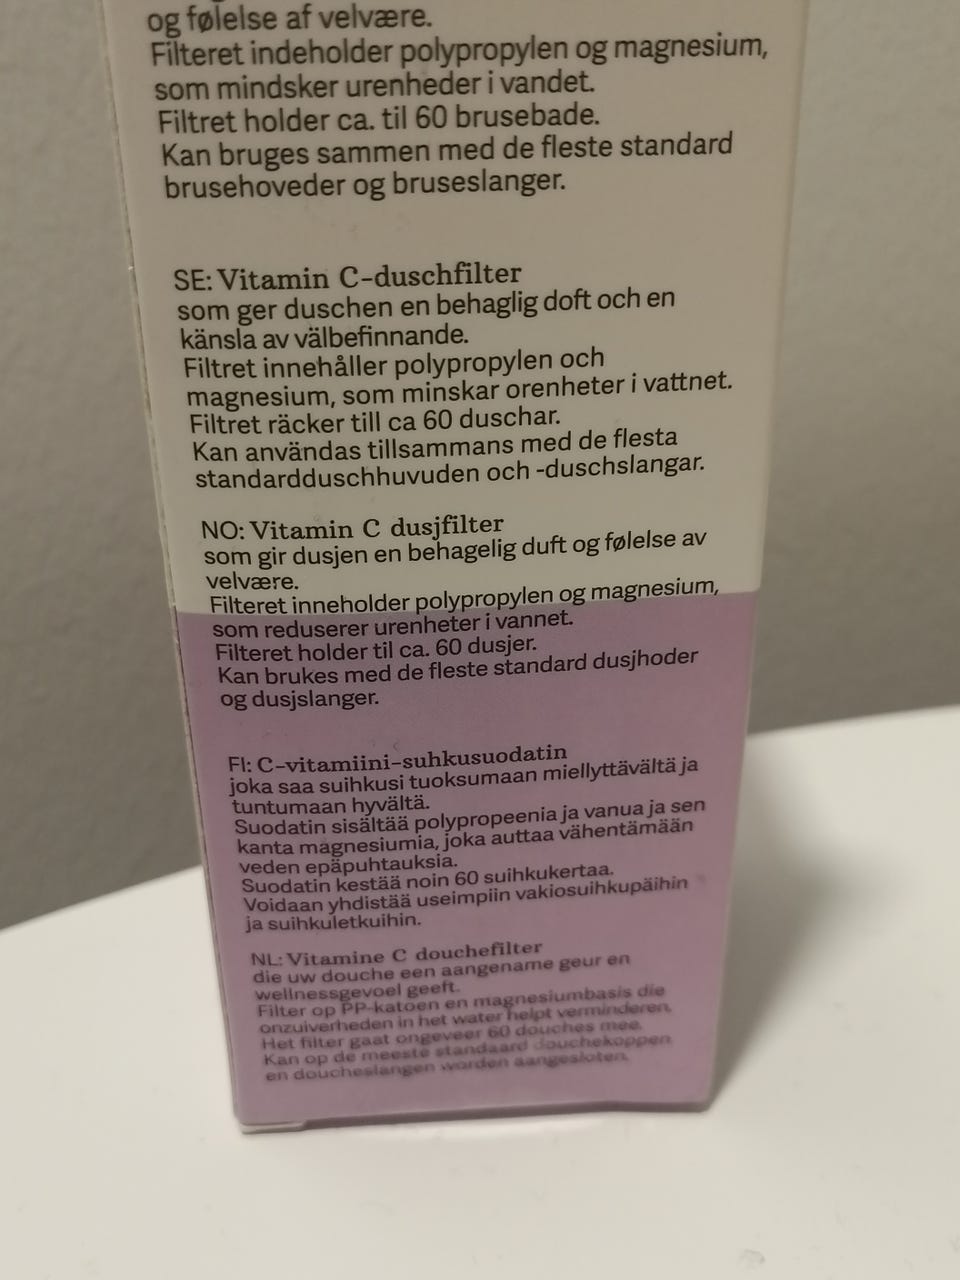 og følelse af velvære.
Filteret indeholder polypropylen og magnesium,
som mindsker urenheder i vandet.
Filtret holder ca. til 60 brusebade.
Kan bruges sammen med de fleste standard
brusehoveder og bruseslanger.
SE: Vitamin C-duschfilter
som ger duschen en behaglig doft och en
känsla av välbefinnande.
Filtret innehåller polypropylen och
magnesium, som minskar orenheter i vattnet.
Filtret räcker till ca 60 duschar.
Kan användas tillsammans med de flesta
standardduschhuvuden och -duschslangar.
NO: Vitamin C dusjfilter
som gir dusjen en behagelig duft og følelse av
velvære.
Filteret inneholder polypropylen og magnesium,
som reduserer urenheter i vannet.
Filteret holder til ca. 60 dusjer.
Kan brukes med de fleste standard dusjhoder
og dusjslanger.
FI: C-vitamiini-suhkusuodatin
joka saa suihkusi tuoksumaan miellyttävältä ja
tuntumaan hyvältä.
Suodatin sisältää polypropeenia ja vanua ja sen
kanta magnesiumia, joka auttaa vähentämään
veden epäpuhtauksia.
Suodatin kestää noin 60 suihkukertaa.
Voidaan yhdistää useimpiin vakiosuihkupäihin
ja suihkuletkuihin.
NL: Vitamine C douchefilter
die uw douche een aangename geur en
wellnessgevoel geeft.
Filter op PP-katoen en magnesiumbasis die
onzuiverheden in het water helpt verminderen.
Het filter gaat ongeveer 60 douches mee.
Kan op de meeste standaard douchekoppen
en doucheslangen worden aangesloten.